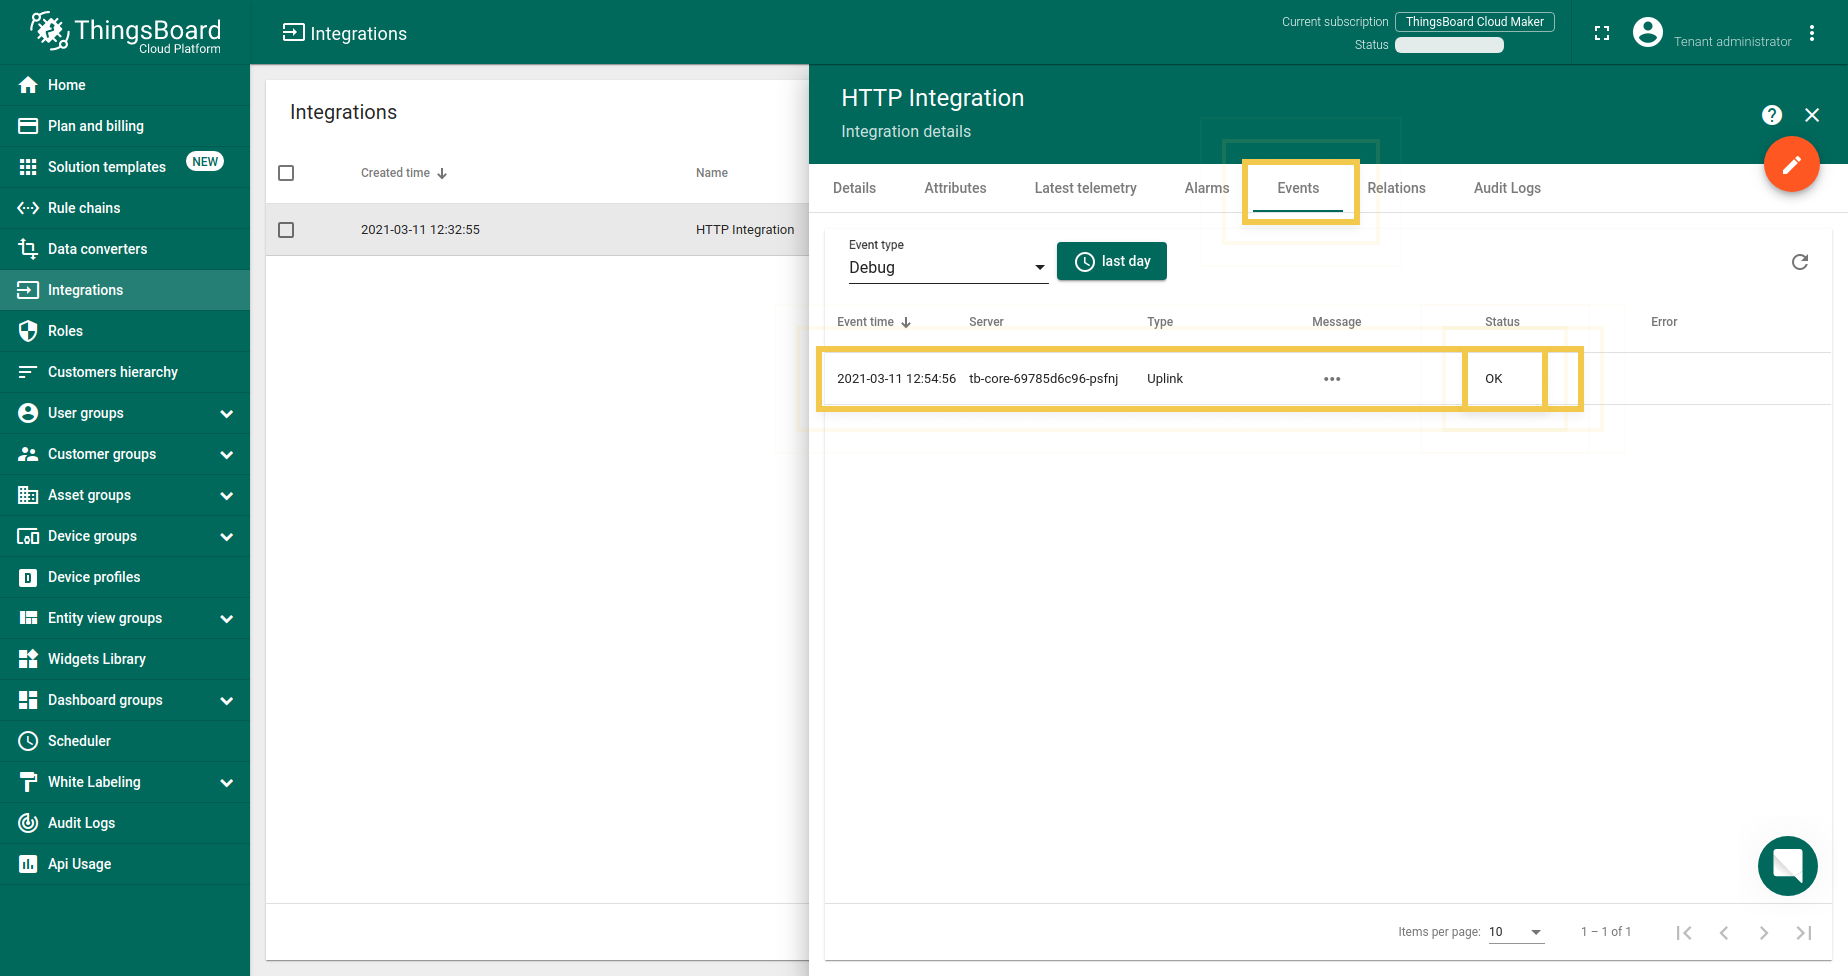 ThingsBoard
Cloud Platform
Integrations
Current subscription ThingsBoard Cloud Maker
Status
Tenant administrator
Home
Plan and billing
Solution templates NEW
Rule chains
Data converters
Integrations
Roles
Customers hierarchy
User groups
Customer groups
Asset groups
Device groups
Device profiles
Entity view groups
Widgets Library
Dashboard groups
Scheduler
White Labeling
Audit Logs
Api Usage
Integrations
Created time Name
2021-03-11 12:32:55 HTTP Integration
HTTP Integration
Integration details
Details Attributes Latest telemetry Alarms Events Relations Audit Logs
Event type
Debug
last day
Event time Server Type Message Status Error
2021-03-11 12:54:56 tb-core-69785d6c96-psfnj Uplink ••• OK
Items per page: 10 1 – 1 of 1